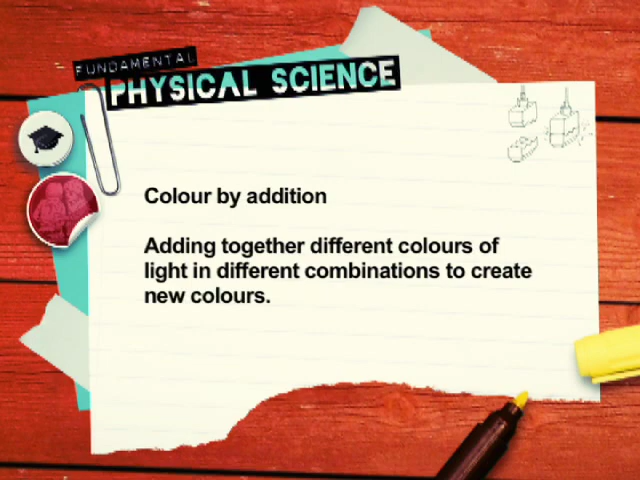 FUNDAMENTAL
PHYSICAL SCIENCE
Colour by addition
Adding together different colours of
light in different combinations to create
new colours.